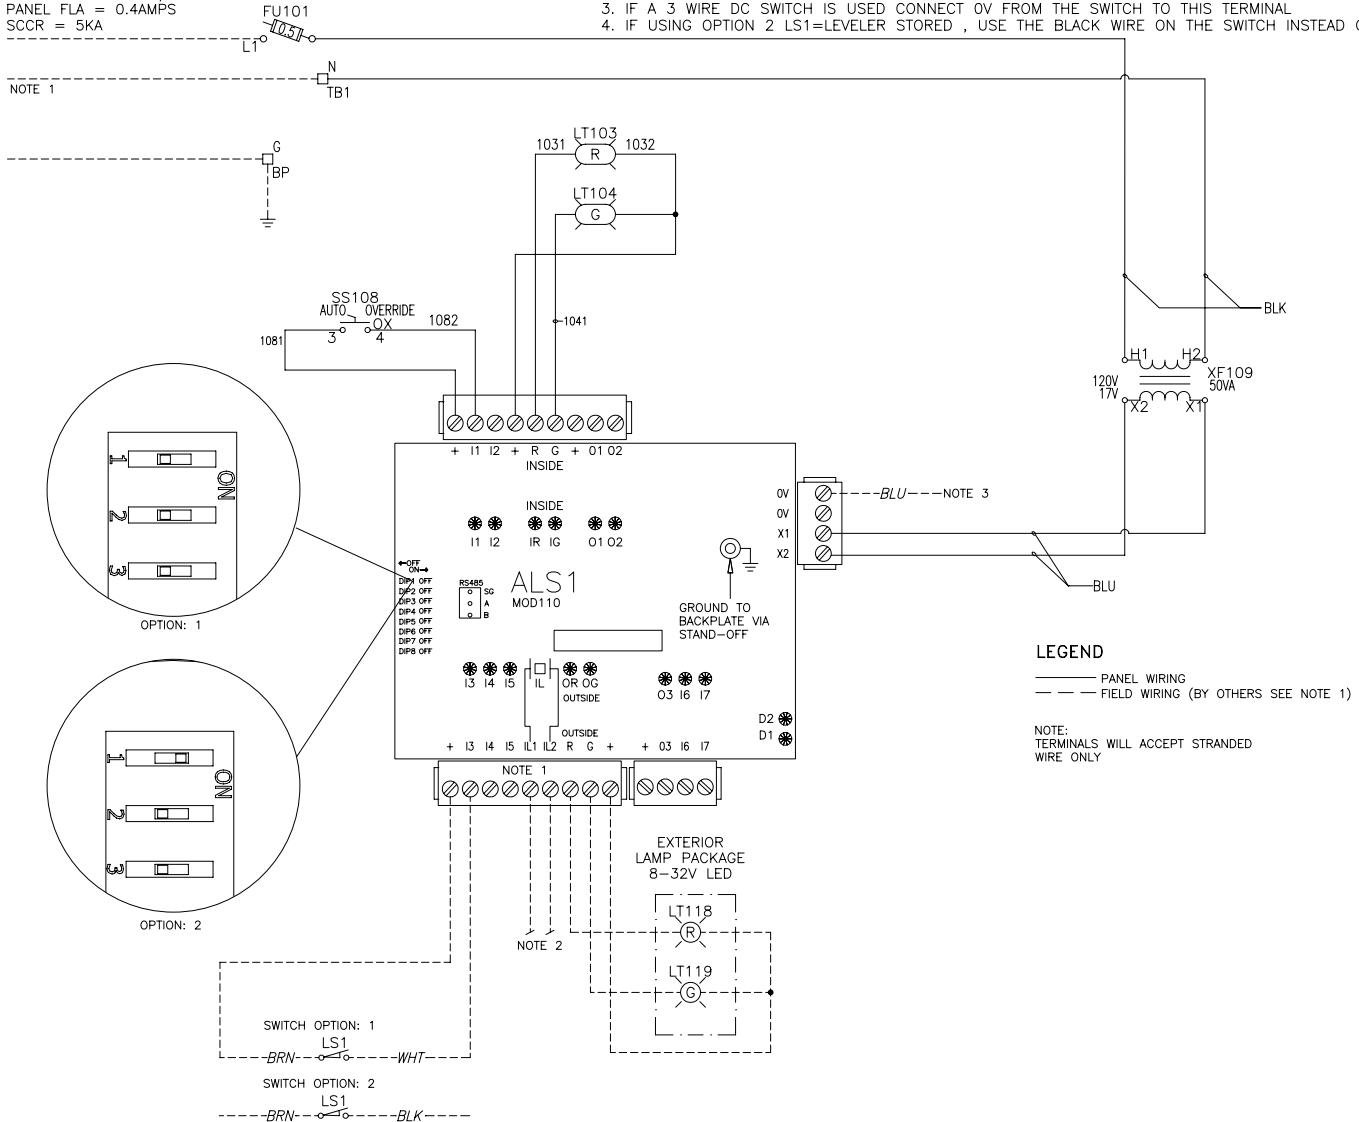 PANEL FLA = 0.4AMPS
SCCR = 5KA
3. IF A 3 WIRE DC SWITCH IS USED CONNECT 0V FROM THE SWITCH TO THIS TERMINAL
4. IF USING OPTION 2 LS1=LEVELER STORED , USE THE BLACK WIRE ON THE SWITCH INSTEAD
FU101
0.5
L1
N
TB1
NOTE 1
G
BP
LT103
1031
R
1032
LT104
G
1041
SS108
AUTO OVERRIDE
OX
3 4
1081
1082
BLK
H1 H2
XF109
50VA
120V
17V
X2 X1
1
2
3
ON
OPTION: 1
1
2
3
ON
OPTION: 2
+ I1 I2 + R G + O1 O2
INSIDE
INSIDE
I1 I2 IR IG O1 O2
OFF
ON
DIP1 OFF
DIP2 OFF
DIP3 OFF
DIP4 OFF
DIP5 OFF
DIP6 OFF
DIP7 OFF
DIP8 OFF
RS485
SG
A
B
ALS1
MOD110
GROUND TO
BACKPLATE VIA
STAND-OFF
0V
0V
X1
X2
BLU
NOTE 3
BLU
I3 I4 I5 IL OR OG
OUTSIDE
O3 I6 I7
D2
D1
OUTSIDE
+ I3 I4 I5 IL1 IL2 R G +
+ O3 I6 I7
NOTE 1
LEGEND
PANEL WIRING
FIELD WIRING (BY OTHERS SEE NOTE 1)
NOTE:
TERMINALS WILL ACCEPT STRANDED
WIRE ONLY
EXTERIOR
LAMP PACKAGE
8-32V LED
LT118
R
LT119
G
NOTE 2
SWITCH OPTION: 1
LS1
BRN WHT
SWITCH OPTION: 2
LS1
BRN BLK